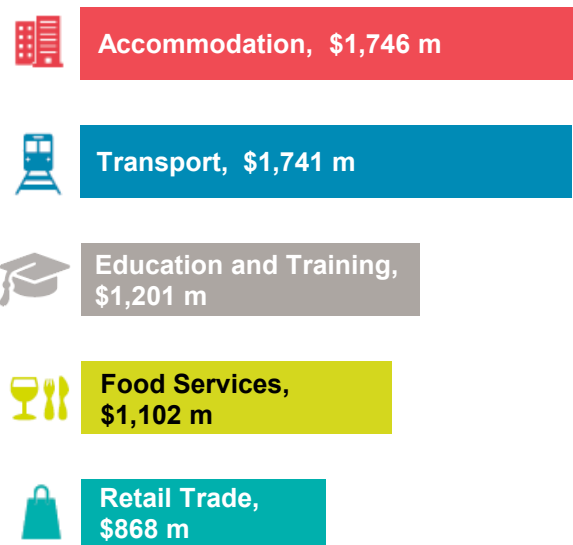 Accommodation, $1,746 m
Transport, $1,741 m
Education and Training,
$1,201 m
Food Services,
$1,102 m
Retail Trade,
$868 m